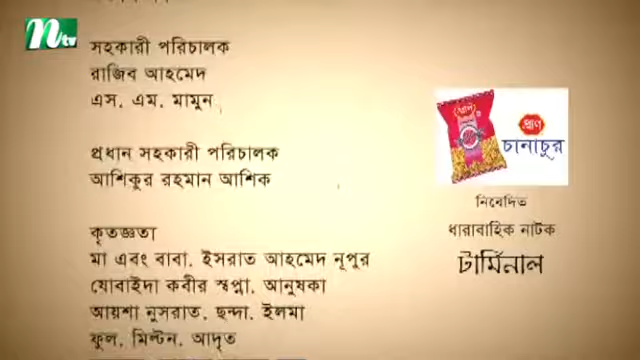 ntv
সহকারী পরিচালক
রাজিব আহমেদ
এস. এম. মামুন
প্রধান সহকারী পরিচালক
আশিকুর রহমান আশিক
কৃতজ্ঞতা
মা এবং বাবা. ইসরাত আহমেদ নূপুর
যোবাইদা কবীর স্বপ্না. আনুষকা
আয়শা নুসরাত. ছন্দা. ইলমা
ফুল. মিল্টন. আদৃত
প্রাণ
প্রাণ
চানাচুর
নিবেদিত
ধারাবাহিক নাটক
টার্মিনাল